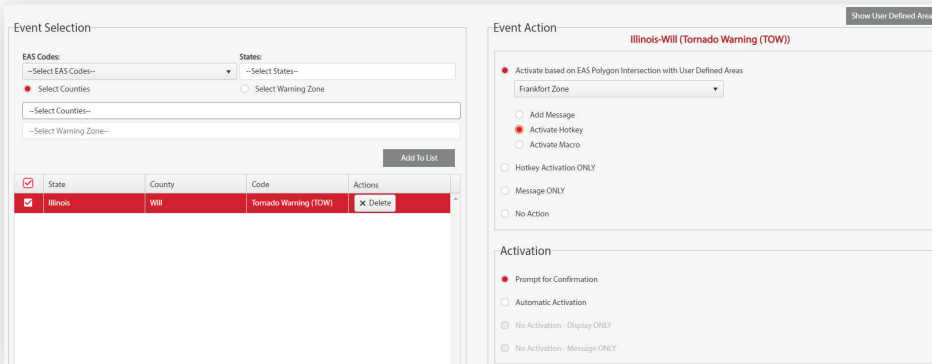 Show User Defined Area
Event Selection
EAS Codes:
States:
--Select EAS Codes--
--Select States--
Select Counties
Select Warning Zone
--Select Counties--
--Select Warning Zone--
Add To List
State County Code Actions
Illinois Will Tornado Warning (TOW) × Delete
Event Action
Illinois-Will (Tornado Warning (TOW))
Activate based on EAS Polygon Intersection with User Defined Areas
Frankfort Zone
Add Message
Activate Hotkey
Activate Macro
Hotkey Activation ONLY
Message ONLY
No Action
Activation
Prompt for Confirmation
Automatic Activation
No Activation - Display ONLY
No Activation - Message ONLY